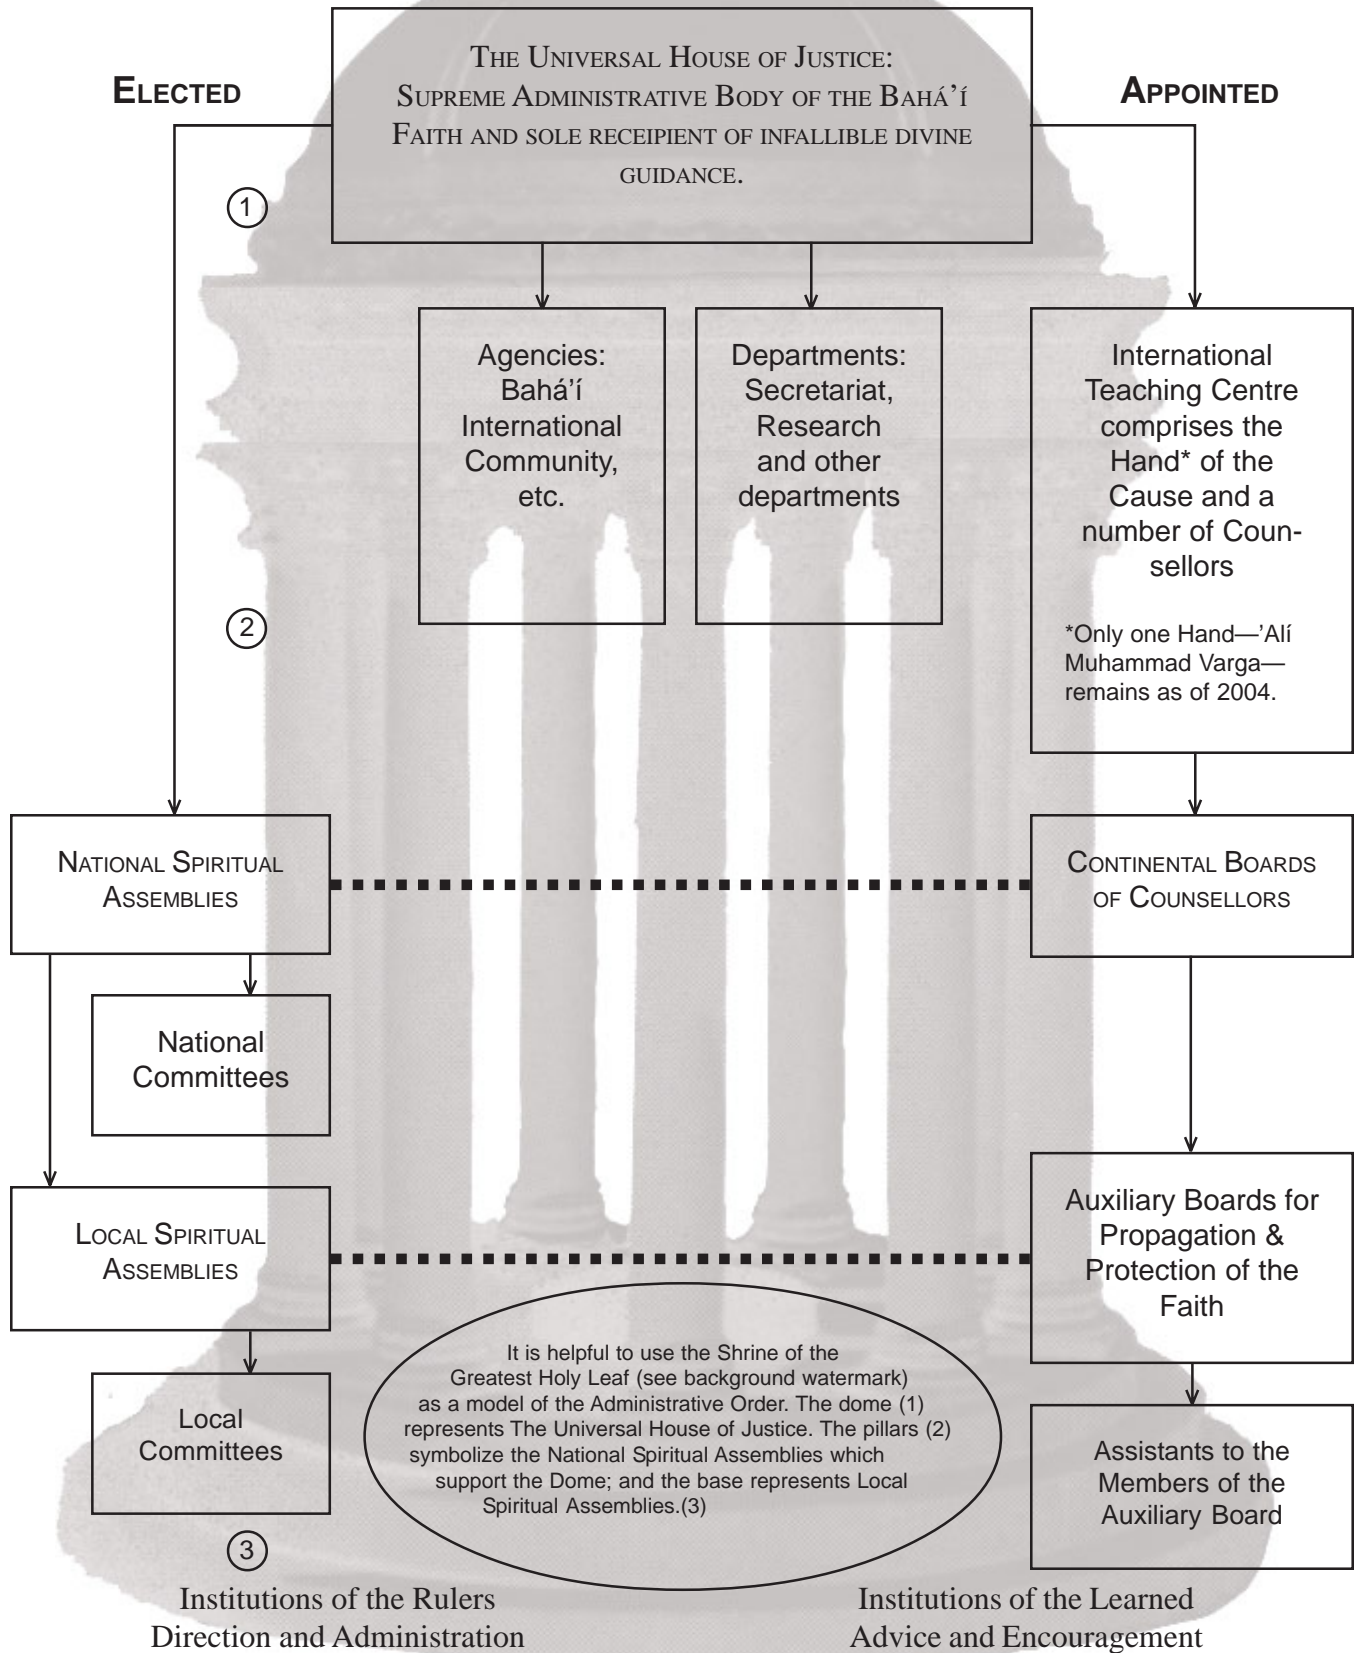 ELECTED
THE UNIVERSAL HOUSE OF JUSTICE:
SUPREME ADMINISTRATIVE BODY OF THE BAHÁ’Í
FAITH AND SOLE RECEIPIENT OF INFALLIBLE DIVINE
GUIDANCE.
APPOINTED
1
Agencies:
Bahá’í
International
Community,
etc.
Departments:
Secretariat,
Research
and other
departments
International
Teaching Centre
comprises the
Hand* of the
Cause and a
number of Coun-
sellors
*Only one Hand—’Alí
Muhammad Varga—
remains as of 2004.
2
NATIONAL SPIRITUAL
ASSEMBLIES
CONTINENTAL BOARDS
OF COUNSELLORS
National
Committees
LOCAL SPIRITUAL
ASSEMBLIES
Auxiliary Boards for
Propagation &
Protection of the
Faith
Local
Committees
It is helpful to use the Shrine of the
Greatest Holy Leaf (see background watermark)
as a model of the Administrative Order. The dome (1)
represents The Universal House of Justice. The pillars (2)
symbolize the National Spiritual Assemblies which
support the Dome; and the base represents Local
Spiritual Assemblies.(3)
Assistants to the
Members of the
Auxiliary Board
3
Institutions of the Rulers
Direction and Administration
Institutions of the Learned
Advice and Encouragement